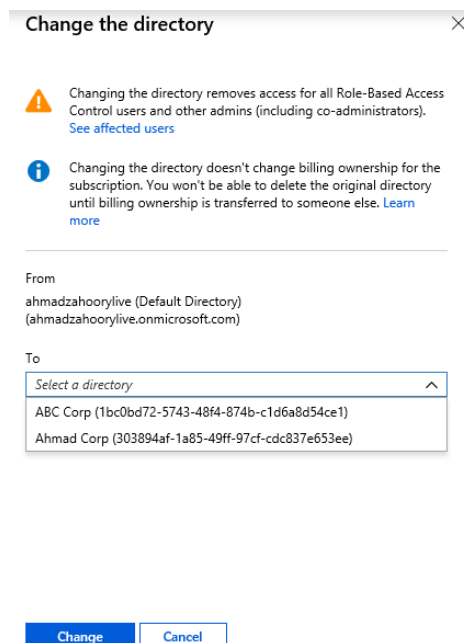 Change the directory
Changing the directory removes access for all Role-Based Access
Control users and other admins (including co-administrators).
See affected users
Changing the directory doesn't change billing ownership for the
subscription. You won't be able to delete the original directory
until billing ownership is transferred to someone else. Learn
more
From
ahmadzahoorylive (Default Directory)
(ahmadzahoorylive.onmicrosoft.com)
To
Select a directory
ABC Corp (1bc0bd72-5743-48f4-874b-c1d6a8d54ce1)
Ahmad Corp (303894af-1a85-49ff-97cf-cdc837e653ee)
Change
Cancel